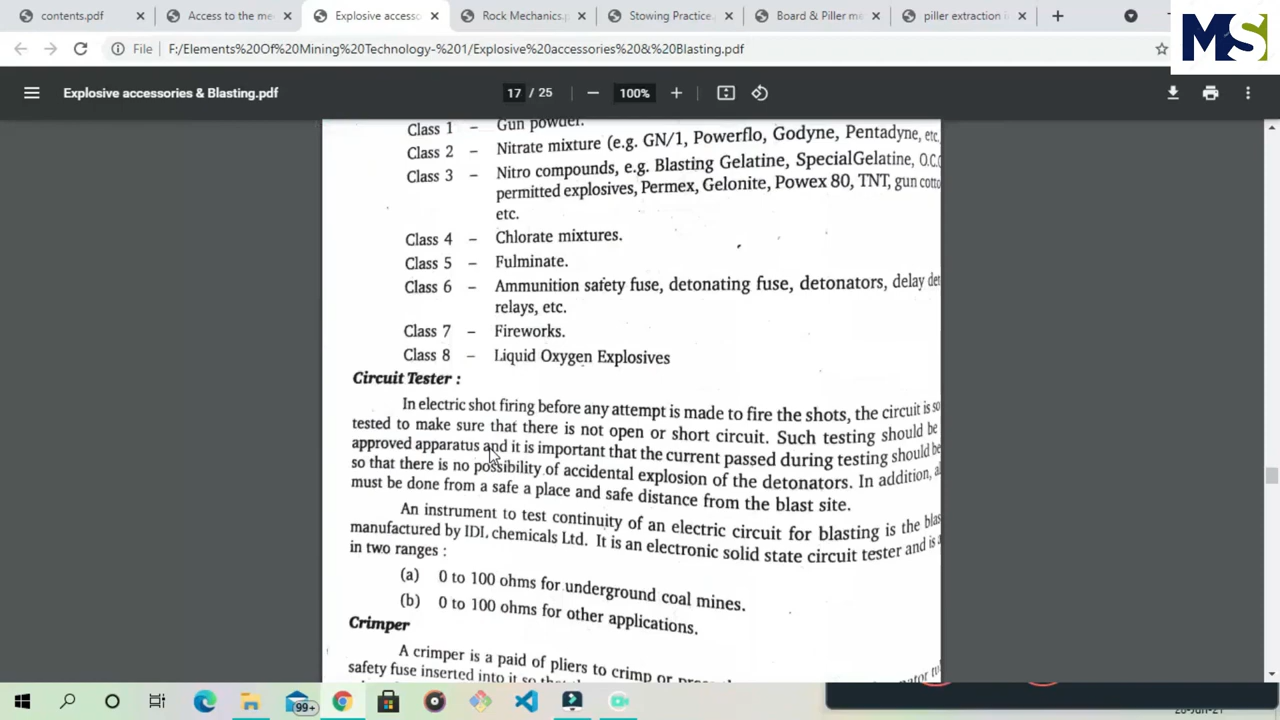 contents.pdf
Access to the me
Explosive accesso
Rock Mechanics.p
Stowing Practice.
Board & Piller me
piller extraction i
MS
File
F:/Elements%20Of%20Mining%20Technology-%201/Explosive%20accessories%20&%20Blasting.pdf
Explosive accessories & Blasting.pdf
17 / 25
100%
Class 1 – Gun powder.
Class 2 – Nitrate mixture (e.g. GN/1, Powerflo, Godyne, Pentadyne, etc.
Class 3 – Nitro compounds, e.g. Blasting Gelatine, SpecialGelatine, O.C.
permitted explosives, Permex, Gelonite, Powex 80, TNT, gun cotto
etc.
Class 4 – Chlorate mixtures.
Class 5 – Fulminate.
Class 6 – Ammunition safety fuse, detonating fuse, detonators, delay det
relays, etc.
Class 7 – Fireworks.
Class 8 – Liquid Oxygen Explosives
Circuit Tester :
In electric shot firing before any attempt is made to fire the shots, the circuit is so
tested to make sure that there is not open or short circuit. Such testing should be
approved apparatus and it is important that the current passed during testing should be
so that there is no possibility of accidental explosion of the detonators. In addition, a
must be done from a safe a place and safe distance from the blast site.
An instrument to test continuity of an electric circuit for blasting is the blas
manufactured by IDL chemicals Ltd. It is an electronic solid state circuit tester and is a
in two ranges :
(a) 0 to 100 ohms for underground coal mines.
(b) 0 to 100 ohms for other applications.
Crimper
A crimper is a paid of pliers to crimp or
safety fuse inserted into it so
99+